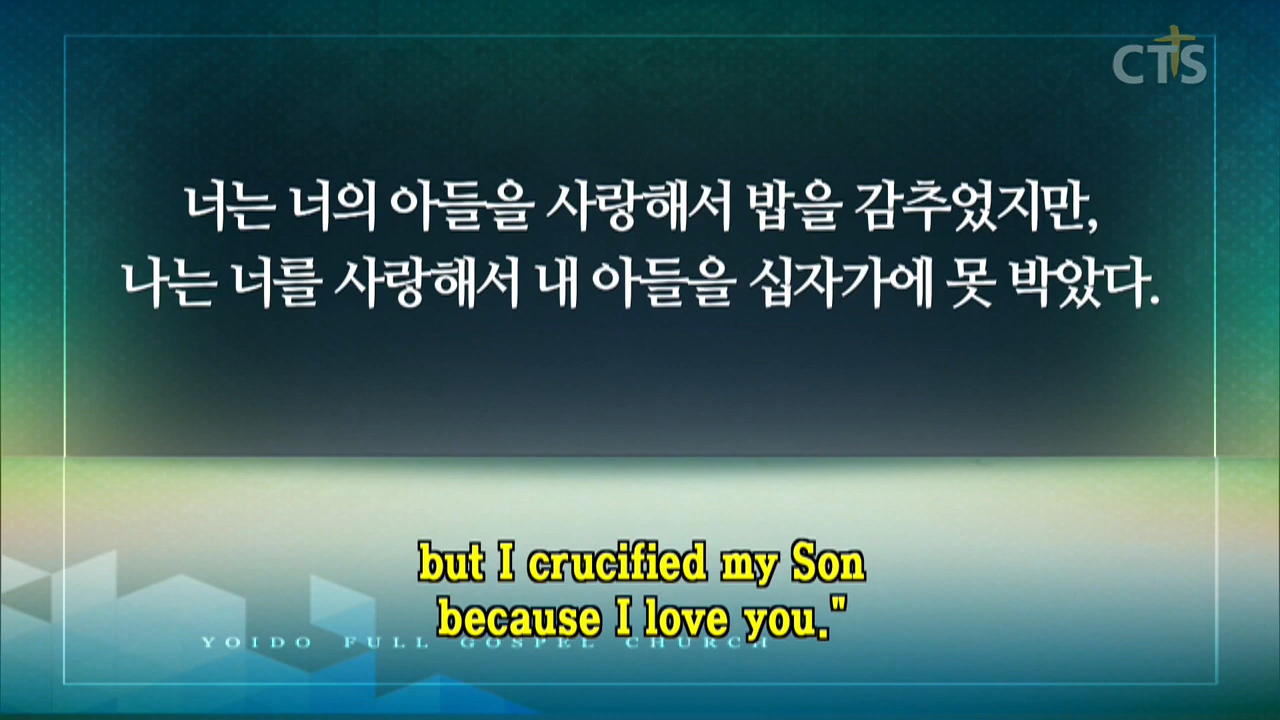 CTS
너는 너의 아들을 사랑해서 밥을 감추었지만,
나는 너를 사랑해서 내 아들을 십자가에 못 박았다.
but I crucified my Son
because I love you."
YOIDO FULL GOSPEL CHURCH